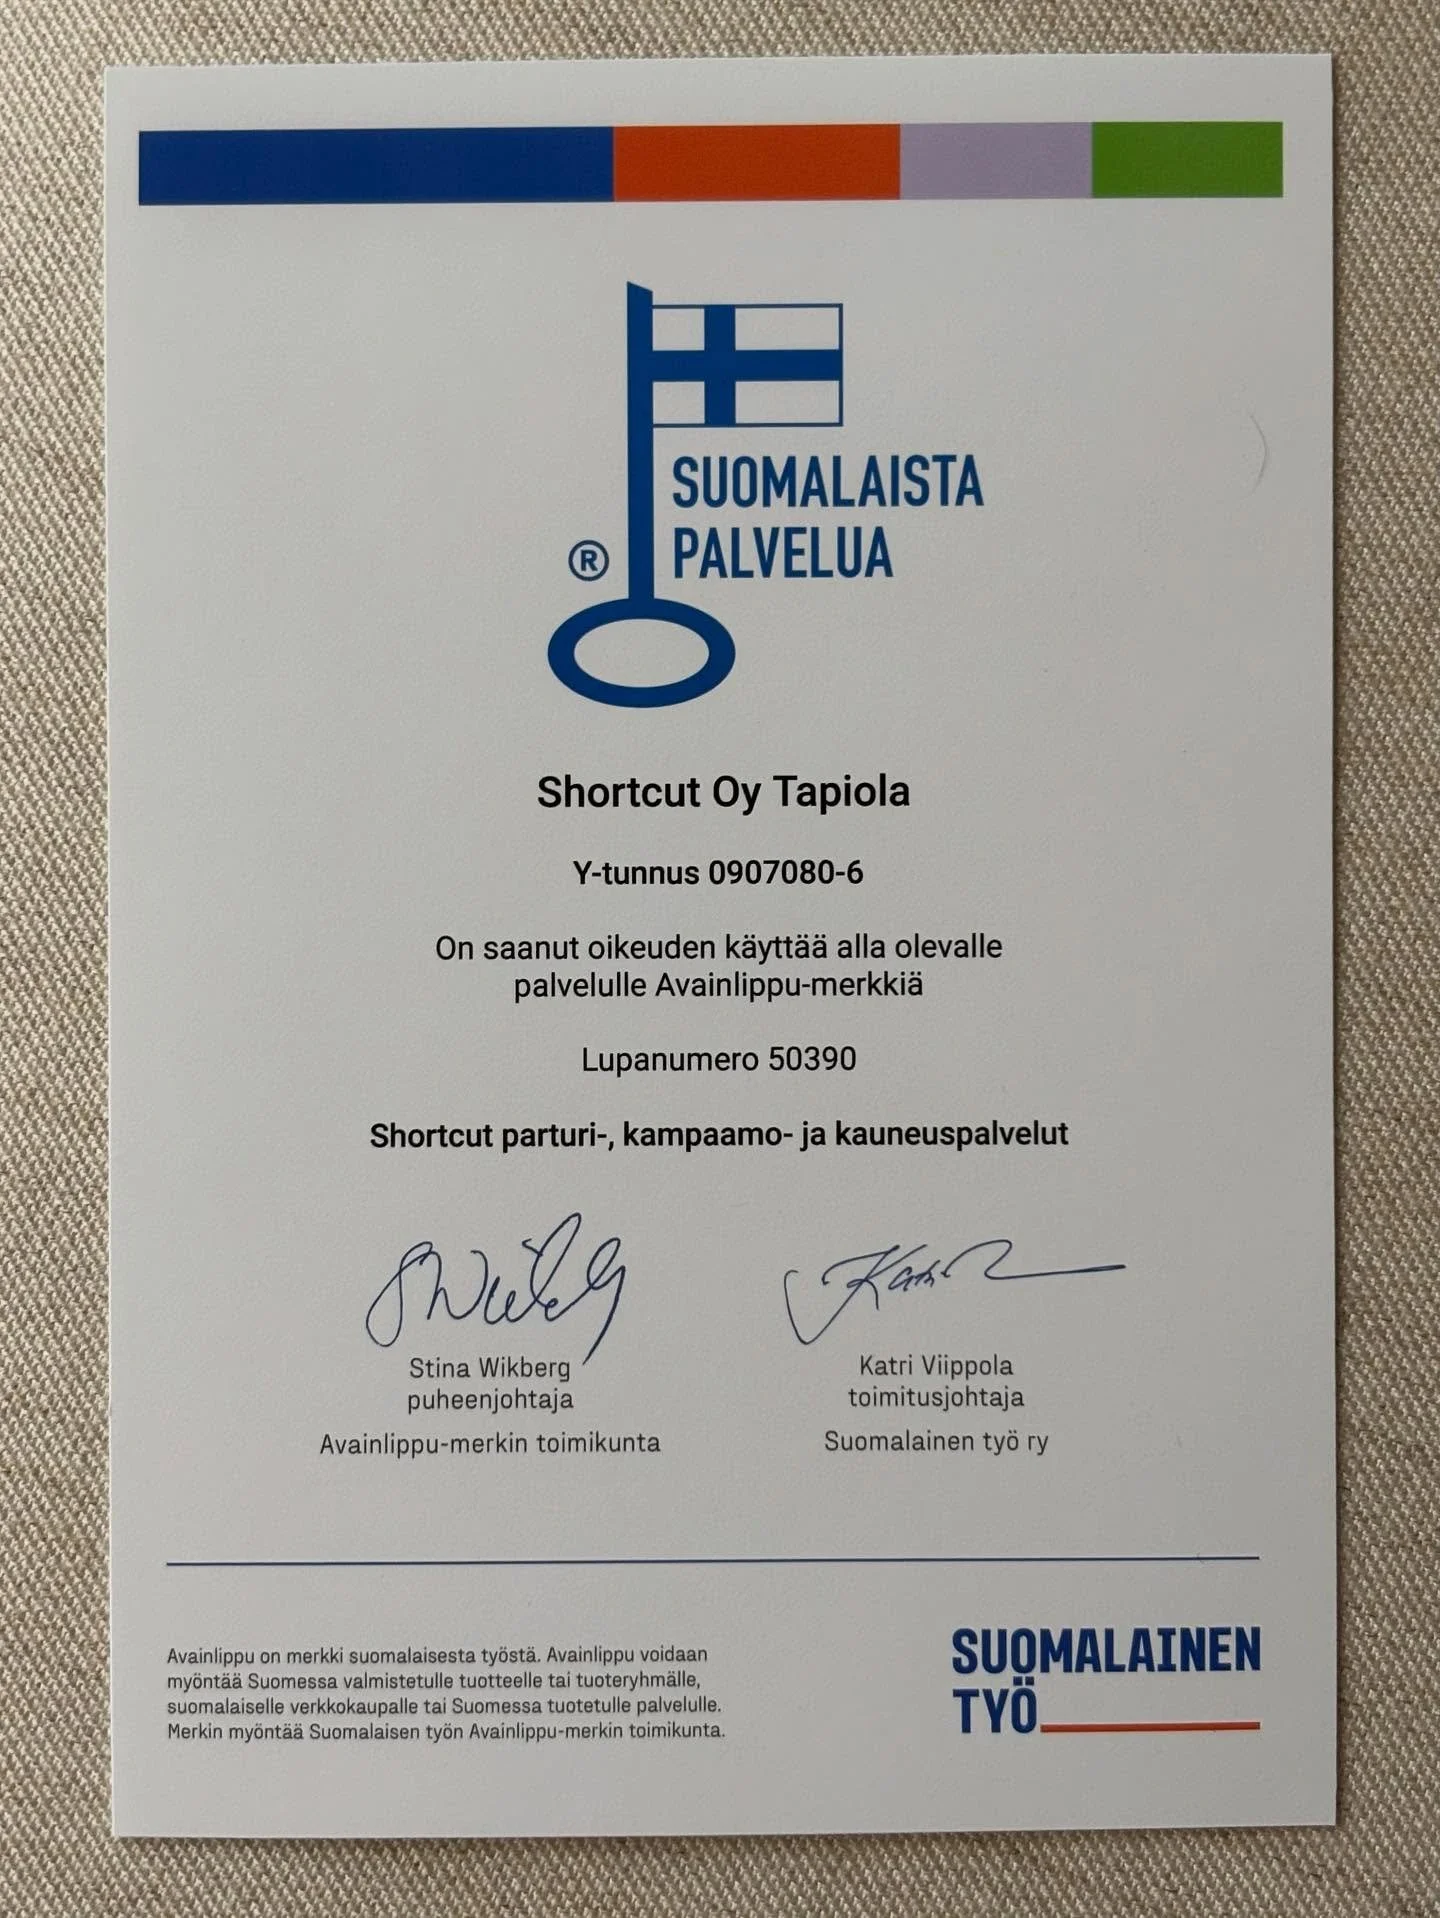 SUOMALAISTA
PALVELUA
®
Shortcut Oy Tapiola
Y-tunnus 0907080-6
On saanut oikeuden käyttää alla olevalle
palvelulle Avainlippu-merkkiä
Lupanumero 50390
Shortcut parturi-, kampaamo- ja kauneuspalvelut
Stina Wikberg
puheenjohtaja
Avainlippu-merkin toimikunta
Katri Viippola
toimitusjohtaja
Suomalainen työ ry
Avainlippu on merkki suomalaisesta työstä. Avainlippu voidaan
myöntää Suomessa valmistetulle tuotteelle tai tuoteryhmälle,
suomalaiselle verkkokaupalle tai Suomessa tuotetulle palvelulle.
Merkin myöntää Suomalaisen työn Avainlippu-merkin toimikunta.
SUOMALAINEN
TYÖ